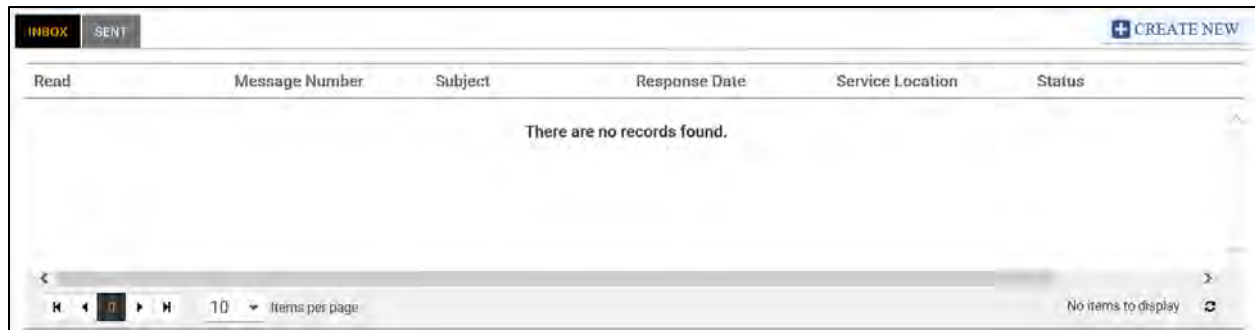 INBOX SENT CREATE NEW
Read Message Number Subject Response Date Service Location Status
There are no records found.
0 10 Items per page No items to display